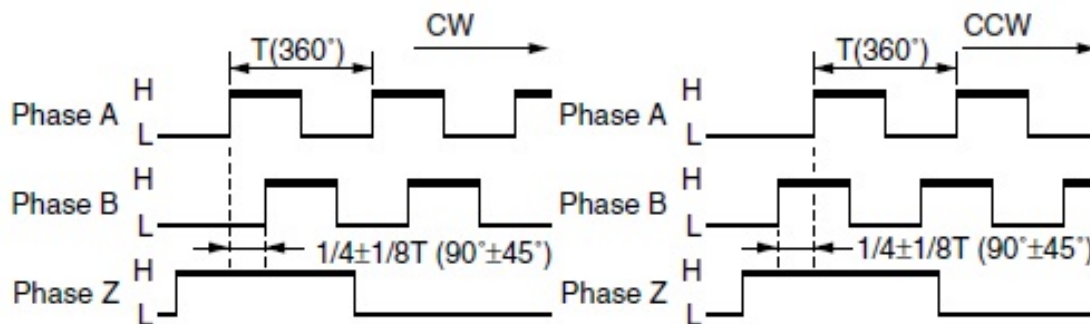 CW
T(360°)
H
Phase A
L
H
Phase B
L
1/4±1/8T (90°±45°)
H
Phase Z
L
CCW
T(360°)
H
Phase A
L
H
Phase B
L
1/4±1/8T (90°±45°)
H
Phase Z
L